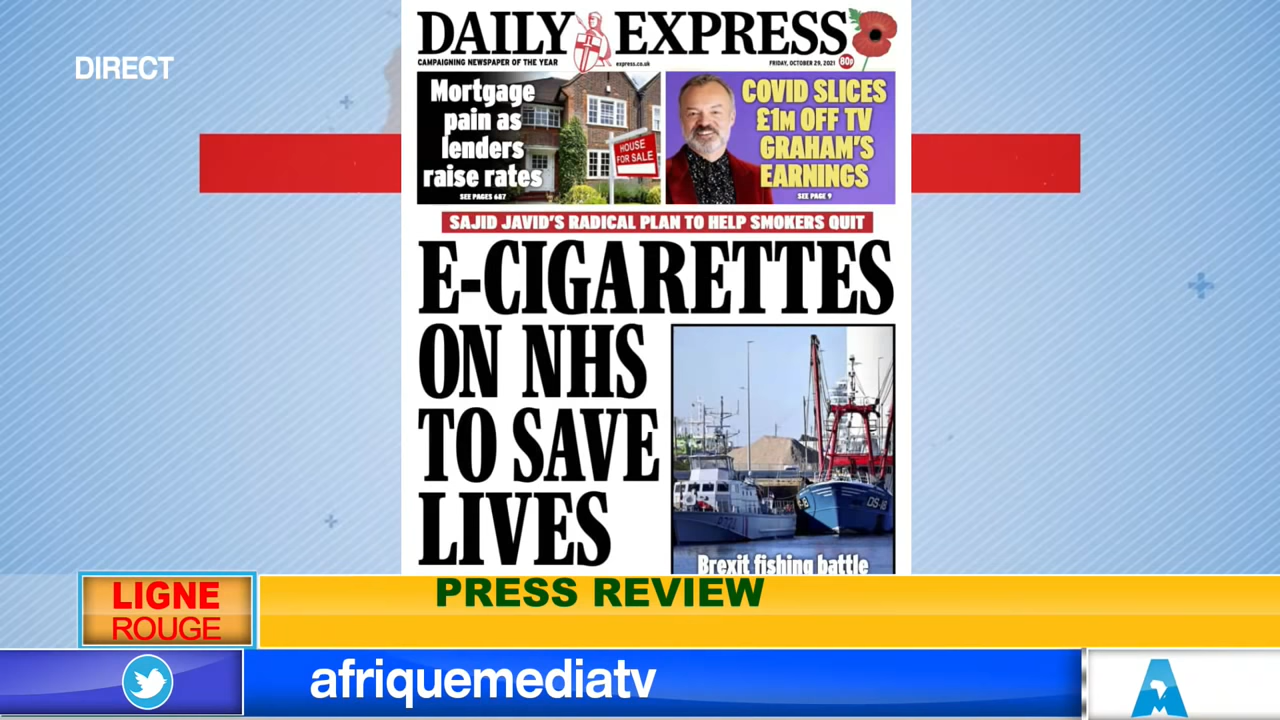 DIRECT
DAILY EXPRESS
CAMPAIGNING NEWSPAPER OF THE YEAR
express.co.uk
FRIDAY, OCTOBER 29, 2021
80p
Mortgage
pain as
lenders
raise rates
SEE PAGES 6&7
HOUSE
FOR SALE
COVID SLICES
£1M OFF TV
GRAHAM'S
EARNINGS
SEE PAGE 9
SAJID JAVID'S RADICAL PLAN TO HELP SMOKERS QUIT
E-CIGARETTES
ON NHS
TO SAVE
LIVES
Brexit fishing battle
LIGNE
ROUGE
PRESS REVIEW
afriquemediatv